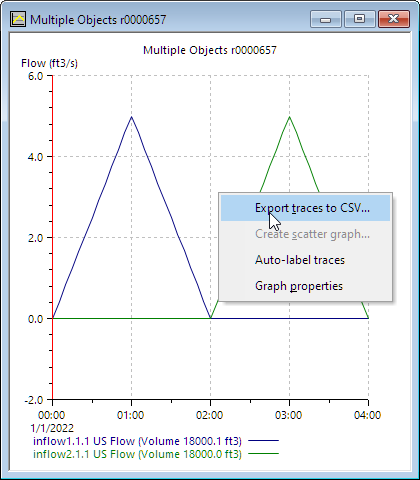 Multiple Objects r0000657
Multiple Objects r0000657
Flow (ft3/s)
6.0
4.0
2.0
0.0
-2.0
Export traces to CSV...
Create scatter graph...
Auto-label traces
Graph properties
00:00 01:00 02:00 03:00 04:00
1/1/2022
inflow1.1.1 US Flow (Volume 18000.1 ft3)
inflow2.1.1 US Flow (Volume 18000.0 ft3)